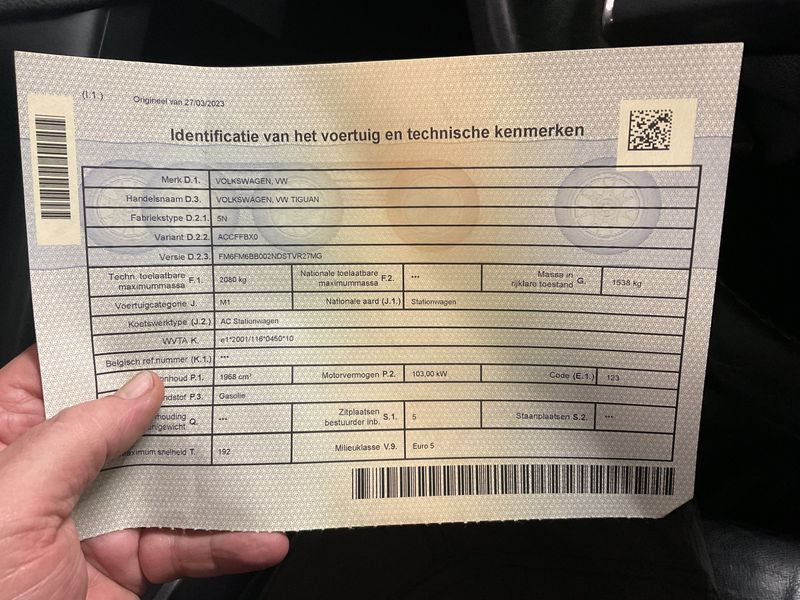 (I.1.)
Origineel van 27/03/2023
Identificatie van het voertuig en technische kenmerken
Merk D.1. VOLKSWAGEN, VW
Handelsnaam D.3. VOLKSWAGEN, VW TIGUAN
Fabriekstype D.2.1. 5N
Variant D.2.2. ACCFFBX0
Versie D.2.3. FM6FM6BB002NDSTVR27MG
Techn. toelaatbare maximummassa F.1. 2080 kg Nationale toelaatbare maximummassa F.2. *** Massa in rijklare toestand G. 1538 kg
Voertuigcategorie J. M1 Nationale aard (J.1.) Stationwagen
Koetswerktype (J.2.) AC Stationwagen
WVTA K. e1*2001/116*0450*10
Belgisch ref.nummer (K.1.) ***
nhoud P.1. 1968 cm³ Motorvermogen P.2. 103,00 kW Code (E.1.) 123
dstof P.3. Gasolie
houding gewicht Q. *** Zitplaatsen bestuurder inb. S.1. 5 Staanplaatsen S.2. ***
aximum snelheid T. 192 Milieuklasse V.9. Euro 5